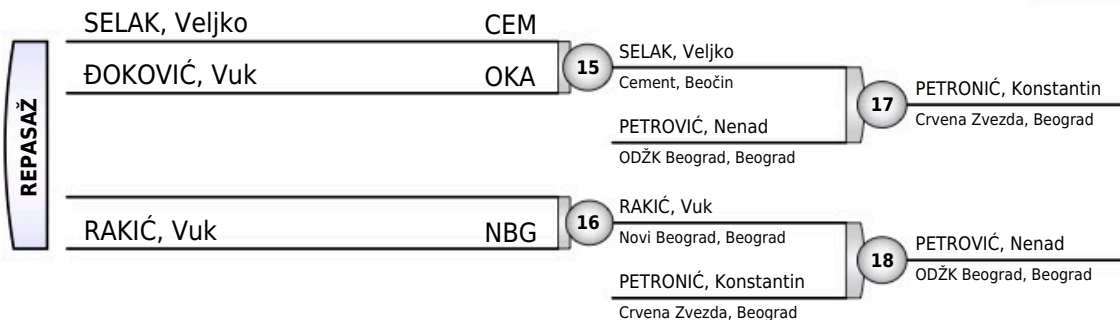 REPASAŽ
SELAK, Veljko CEM
ĐOKOVIĆ, Vuk OKA
15
SELAK, Veljko
Cement, Beočin
PETROVIĆ, Nenad
ODŽK Beograd, Beograd
17
PETRONIĆ, Konstantin
Crvena Zvezda, Beograd
RAKIĆ, Vuk NBG
16
RAKIĆ, Vuk
Novi Beograd, Beograd
PETRONIĆ, Konstantin
Crvena Zvezda, Beograd
18
PETROVIĆ, Nenad
ODŽK Beograd, Beograd